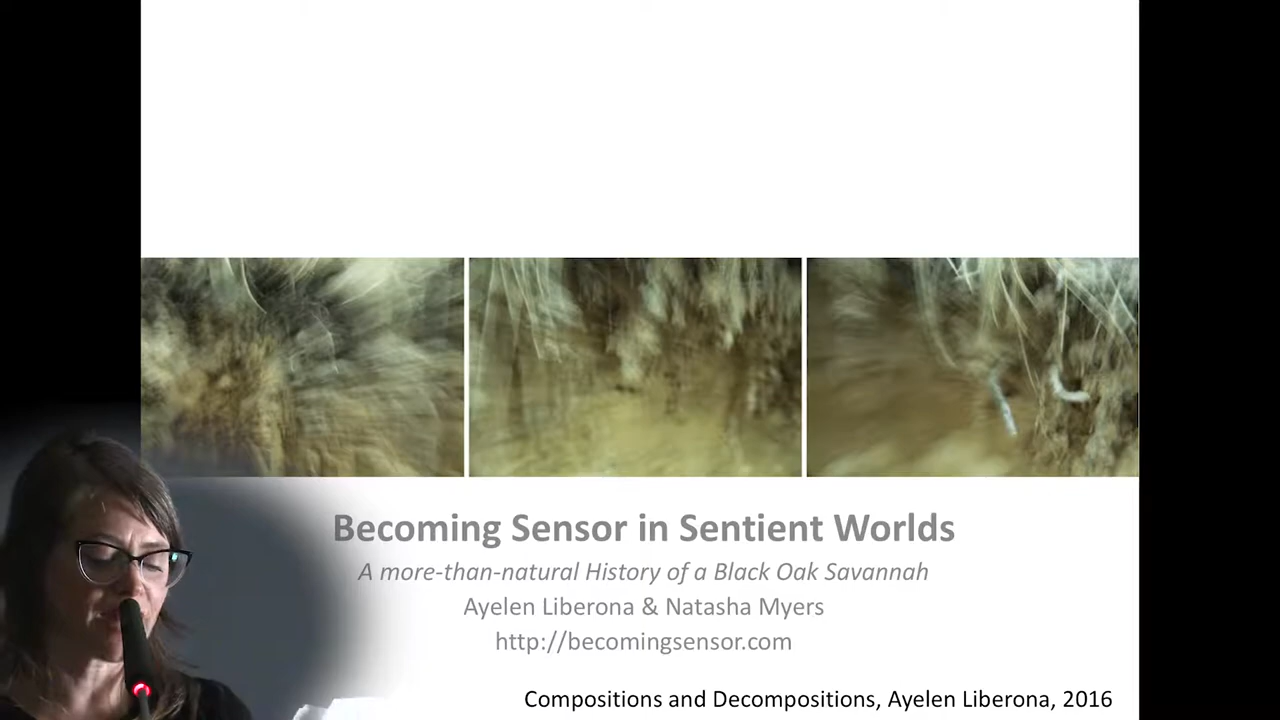 Becoming Sensor in Sentient Worlds
A more-than-natural History of a Black Oak Savannah
Ayelen Liberona & Natasha Myers
http://becomingsensor.com
Compositions and Decompositions, Ayelen Liberona, 2016